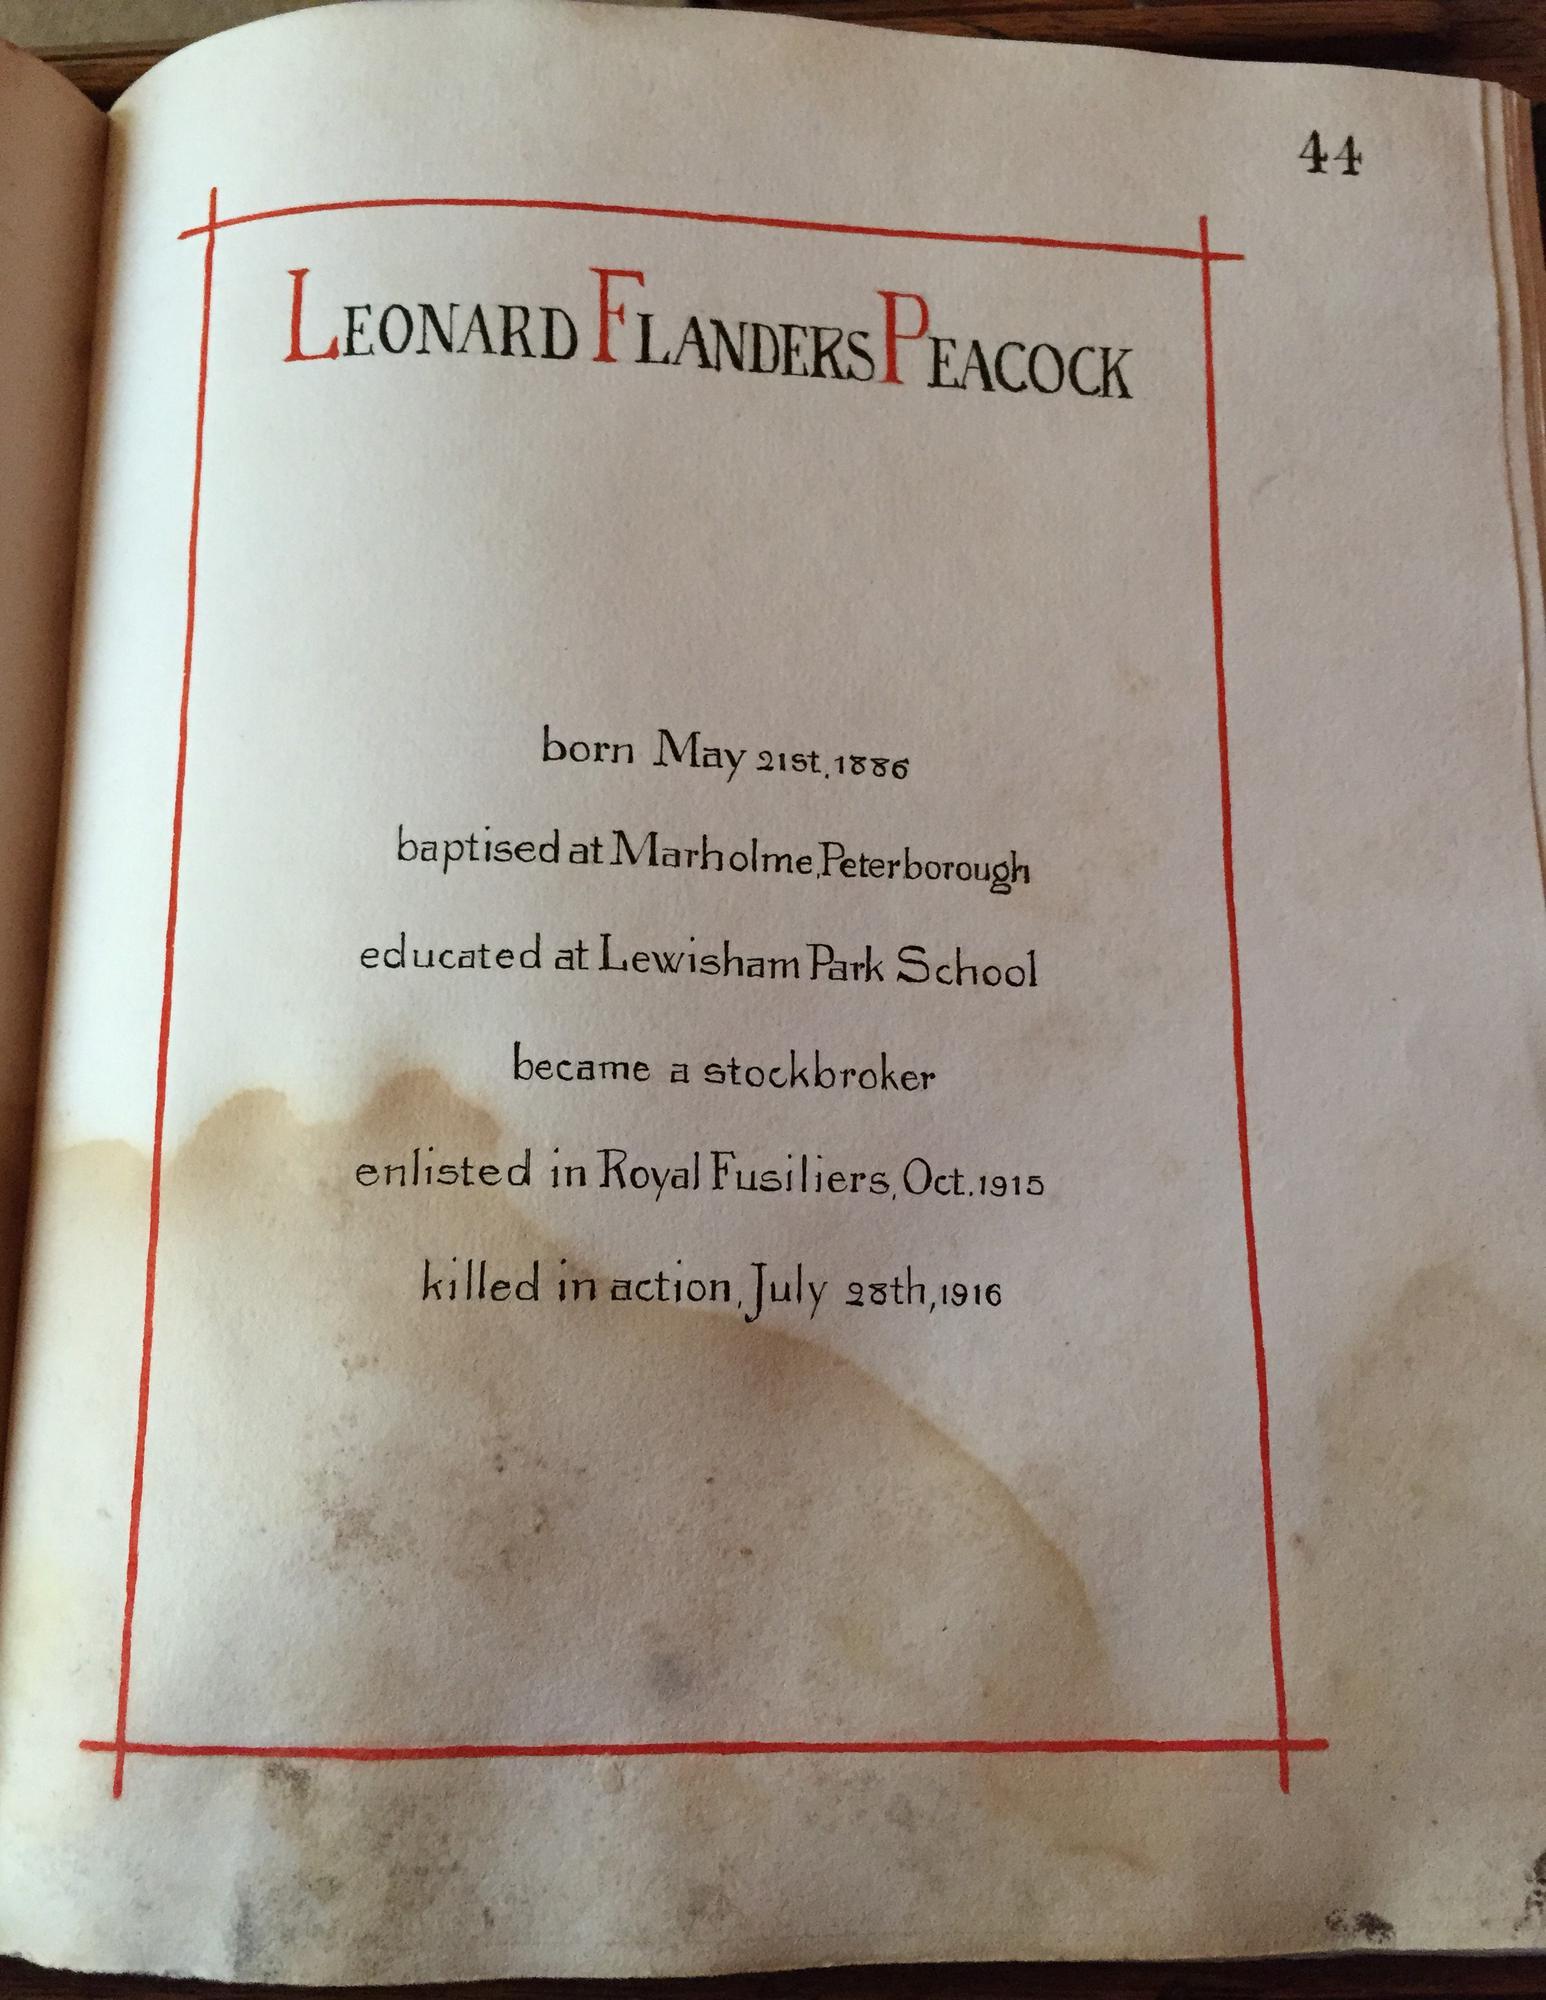 44
LEONARD FLANDERS PEACOCK
born May 21st, 1886
baptised at Marholme, Peterborough
educated at Lewisham Park School
became a stockbroker
enlisted in Royal Fusiliers, Oct. 1915
killed in action, July 28th, 1916